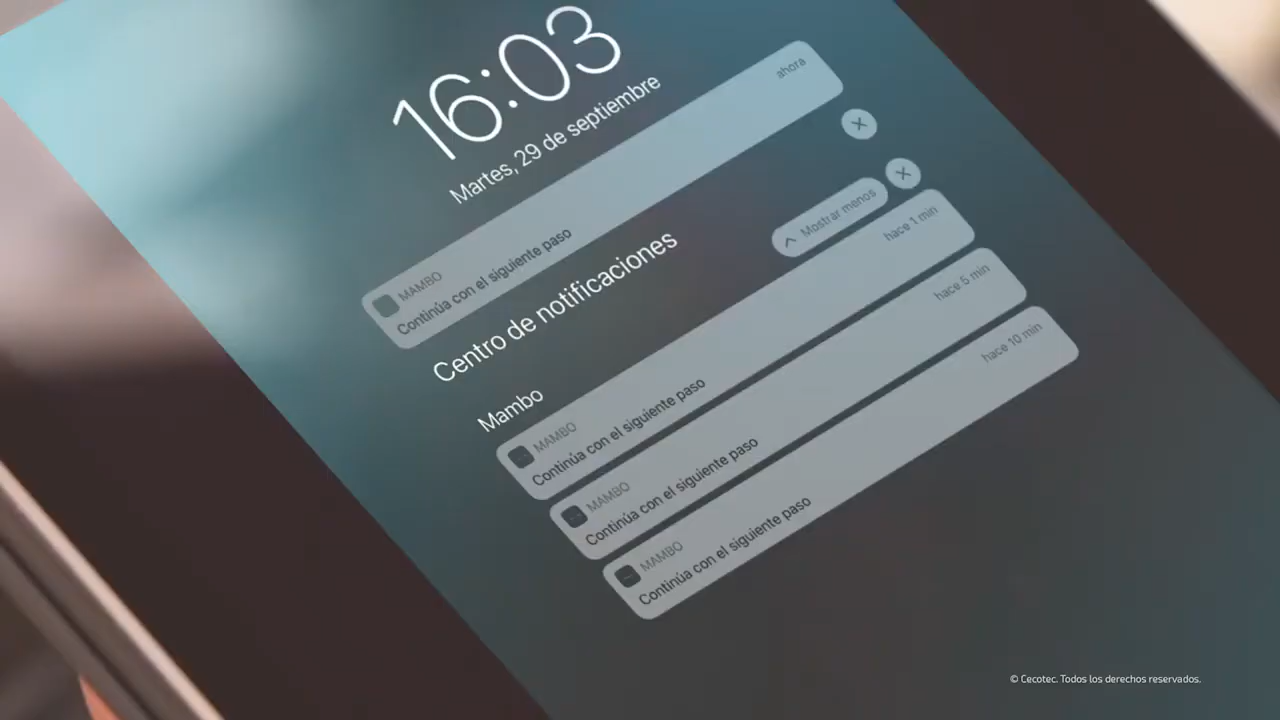 16:03
Martes, 29 de septiembre
MAMBO
ahora
Continúa con el siguiente paso
Centro de notificaciones
Mostrar menos
Mambo
MAMBO
hace 1 min
Continúa con el siguiente paso
MAMBO
hace 5 min
Continúa con el siguiente paso
MAMBO
hace 10 min
Continúa con el siguiente paso
© Cecotec. Todos los derechos reservados.